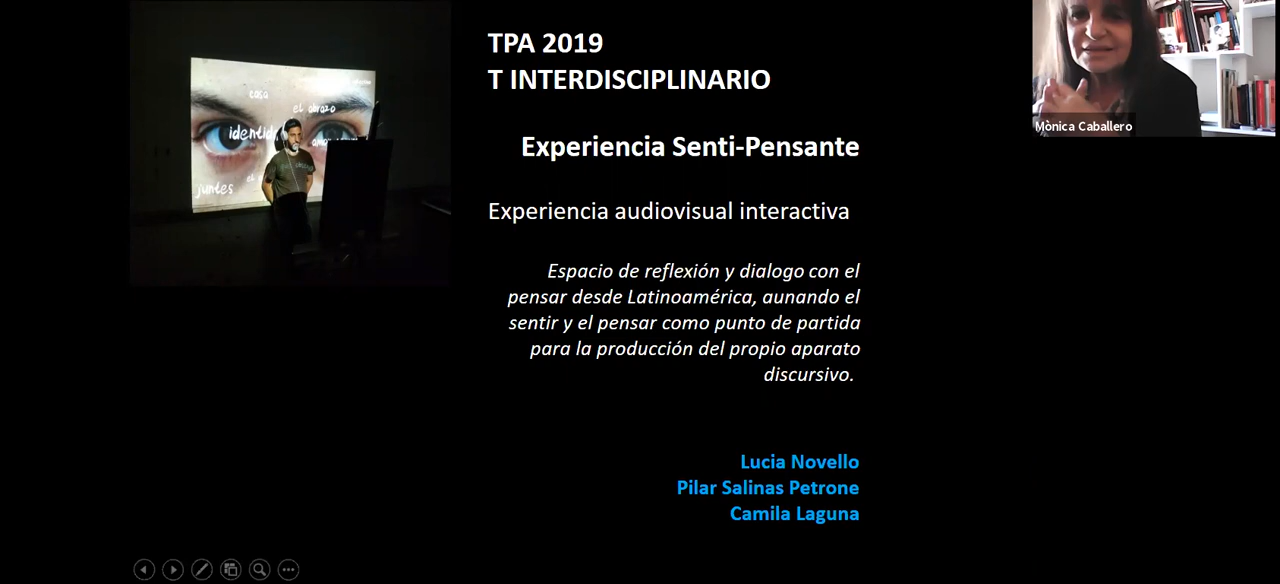 TPA 2019
T INTERDISCIPLINARIO
Experiencia Senti-Pensante
Experiencia audiovisual interactiva
Espacio de reflexión y dialogo con el
pensar desde Latinoamérica, aunando el
sentir y el pensar como punto de partida
para la producción del propio aparato
discursivo.
Lucia Novello
Pilar Salinas Petrone
Camila Laguna
casa
el abrazo
juntes
Mònica Caballero